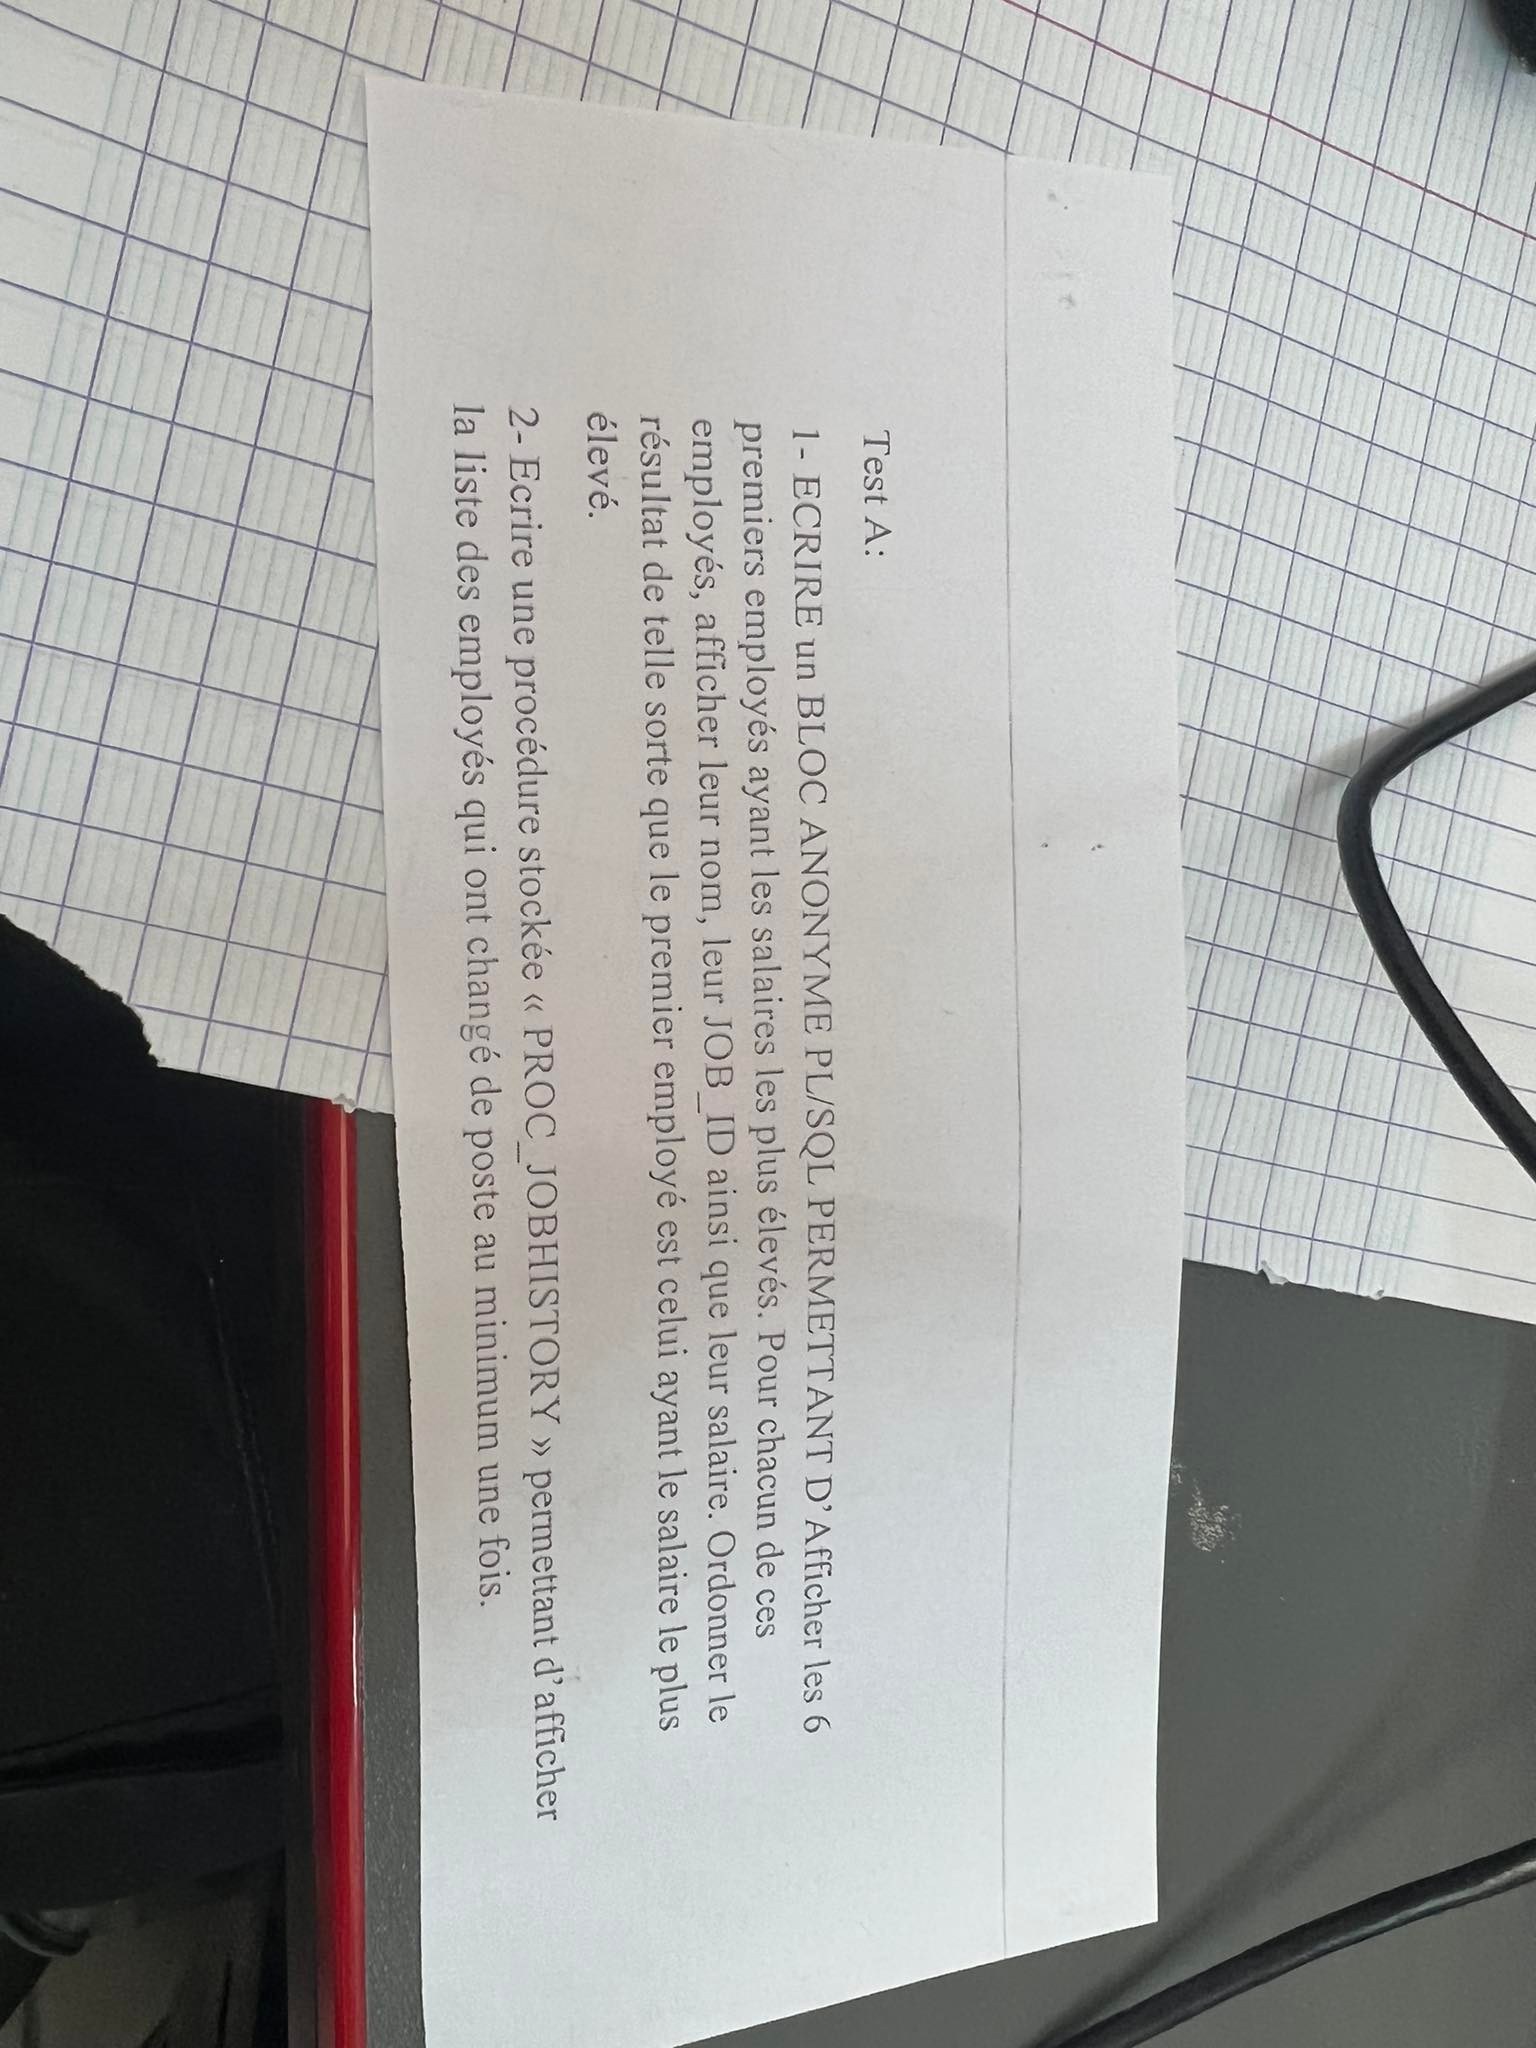 Test A:
1- ECRIRE un BLOC ANONYME PL/SQL PERMETTANT D'Afficher les 6
premiers employés ayant les salaires les plus élevés. Pour chacun de ces
employés, afficher leur nom, leur JOB_ID ainsi que leur salaire. Ordonner le
résultat de telle sorte que le premier employé est celui ayant le salaire le plus
élevé.
2- Ecrire une procédure stockée « PROC_JOBHISTORY » permettant d'afficher
la liste des employés qui ont changé de poste au minimum une fois.